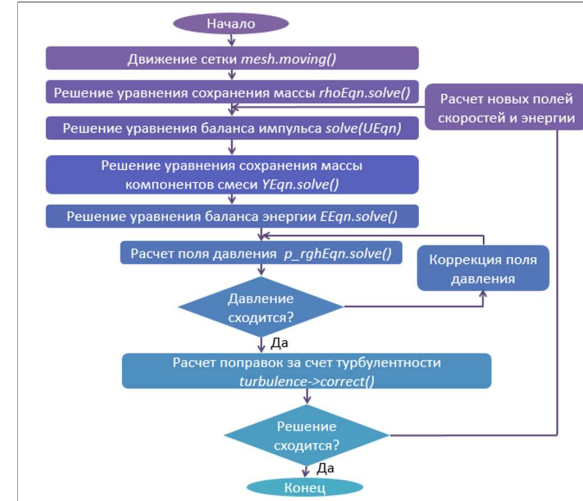 Начало
Движение сетки mesh.moving()
Решение уравнения сохранения массы rhoEqn.solve()
Расчет новых полей
скоростей и энергии
Решение уравнения баланса импульса solve(UEqn)
Решение уравнения сохранения массы
компонентов смеси YEqn.solve()
Решение уравнения баланса энергии EEqn.solve()
Расчет поля давления p_rghEqn.solve()
Коррекция поля
давления
Давление
сходится?
Да
Расчет поправок за счет турбулентности
turbulence->correct()
Решение
сходится?
Да
Конец